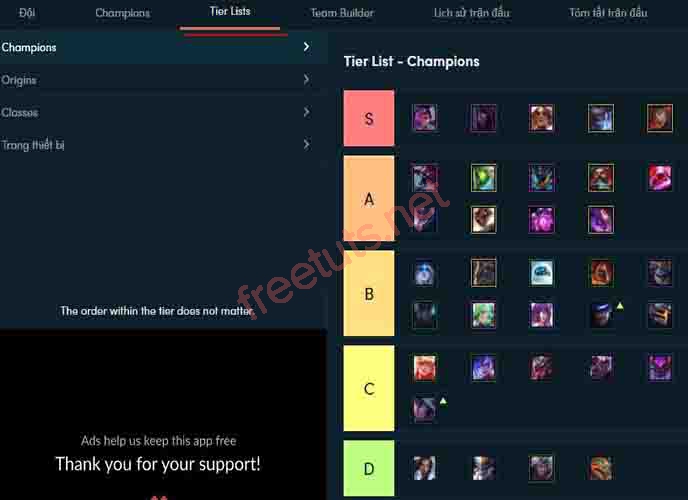 Đội Champions Tier Lists Team Builder Lịch sử trận đấu Tóm tắt trận đấu
Champions
Origins
Classes
Trang thiết bị
The order within the tier does not matter.
Ads help us keep this app free
Thank you for your support!
Tier List - Champions
S
A
B
C
D
freetuts.net